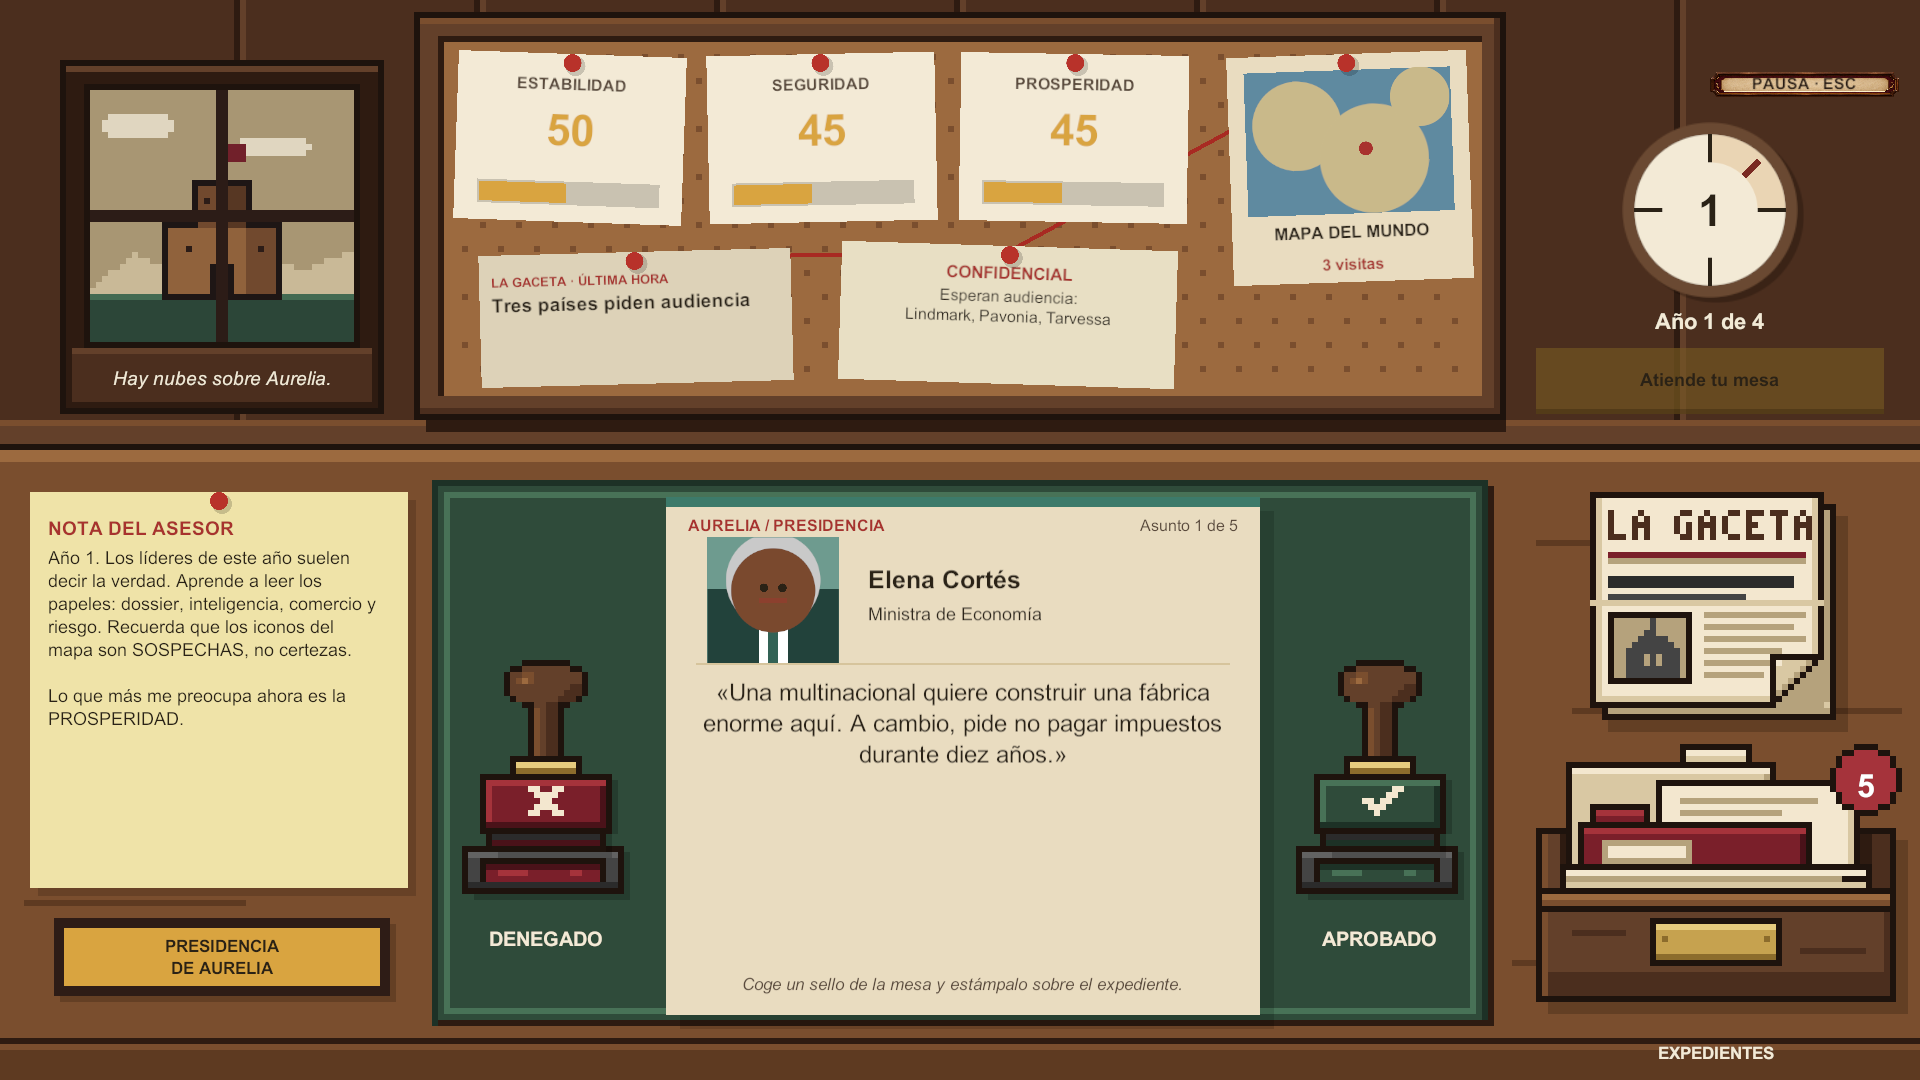 ESTABILIDAD
50
SEGURIDAD
45
PROSPERIDAD
45
MAPA DEL MUNDO
3 visitas
PAUSA · ESC
1
Año 1 de 4
Atiende tu mesa
Hay nubes sobre Aurelia.
LA GACETA · ÚLTIMA HORA
Tres países piden audiencia
CONFIDENCIAL
Esperan audiencia:
Lindmark, Pavonia, Tarvessa
NOTA DEL ASESOR
Año 1. Los líderes de este año suelen
decir la verdad. Aprende a leer los
papeles: dossier, inteligencia, comercio y
riesgo. Recuerda que los iconos del
mapa son SOSPECHAS, no certezas.
Lo que más me preocupa ahora es la
PROSPERIDAD.
PRESIDENCIA
DE AURELIA
AURELIA / PRESIDENCIA
Asunto 1 de 5
Elena Cortés
Ministra de Economía
«Una multinacional quiere construir una fábrica
enorme aquí. A cambio, pide no pagar impuestos
durante diez años.»
DENEGADO
APROBADO
Coge un sello de la mesa y estámpalo sobre el expediente.
LA GACETA
5
EXPEDIENTES